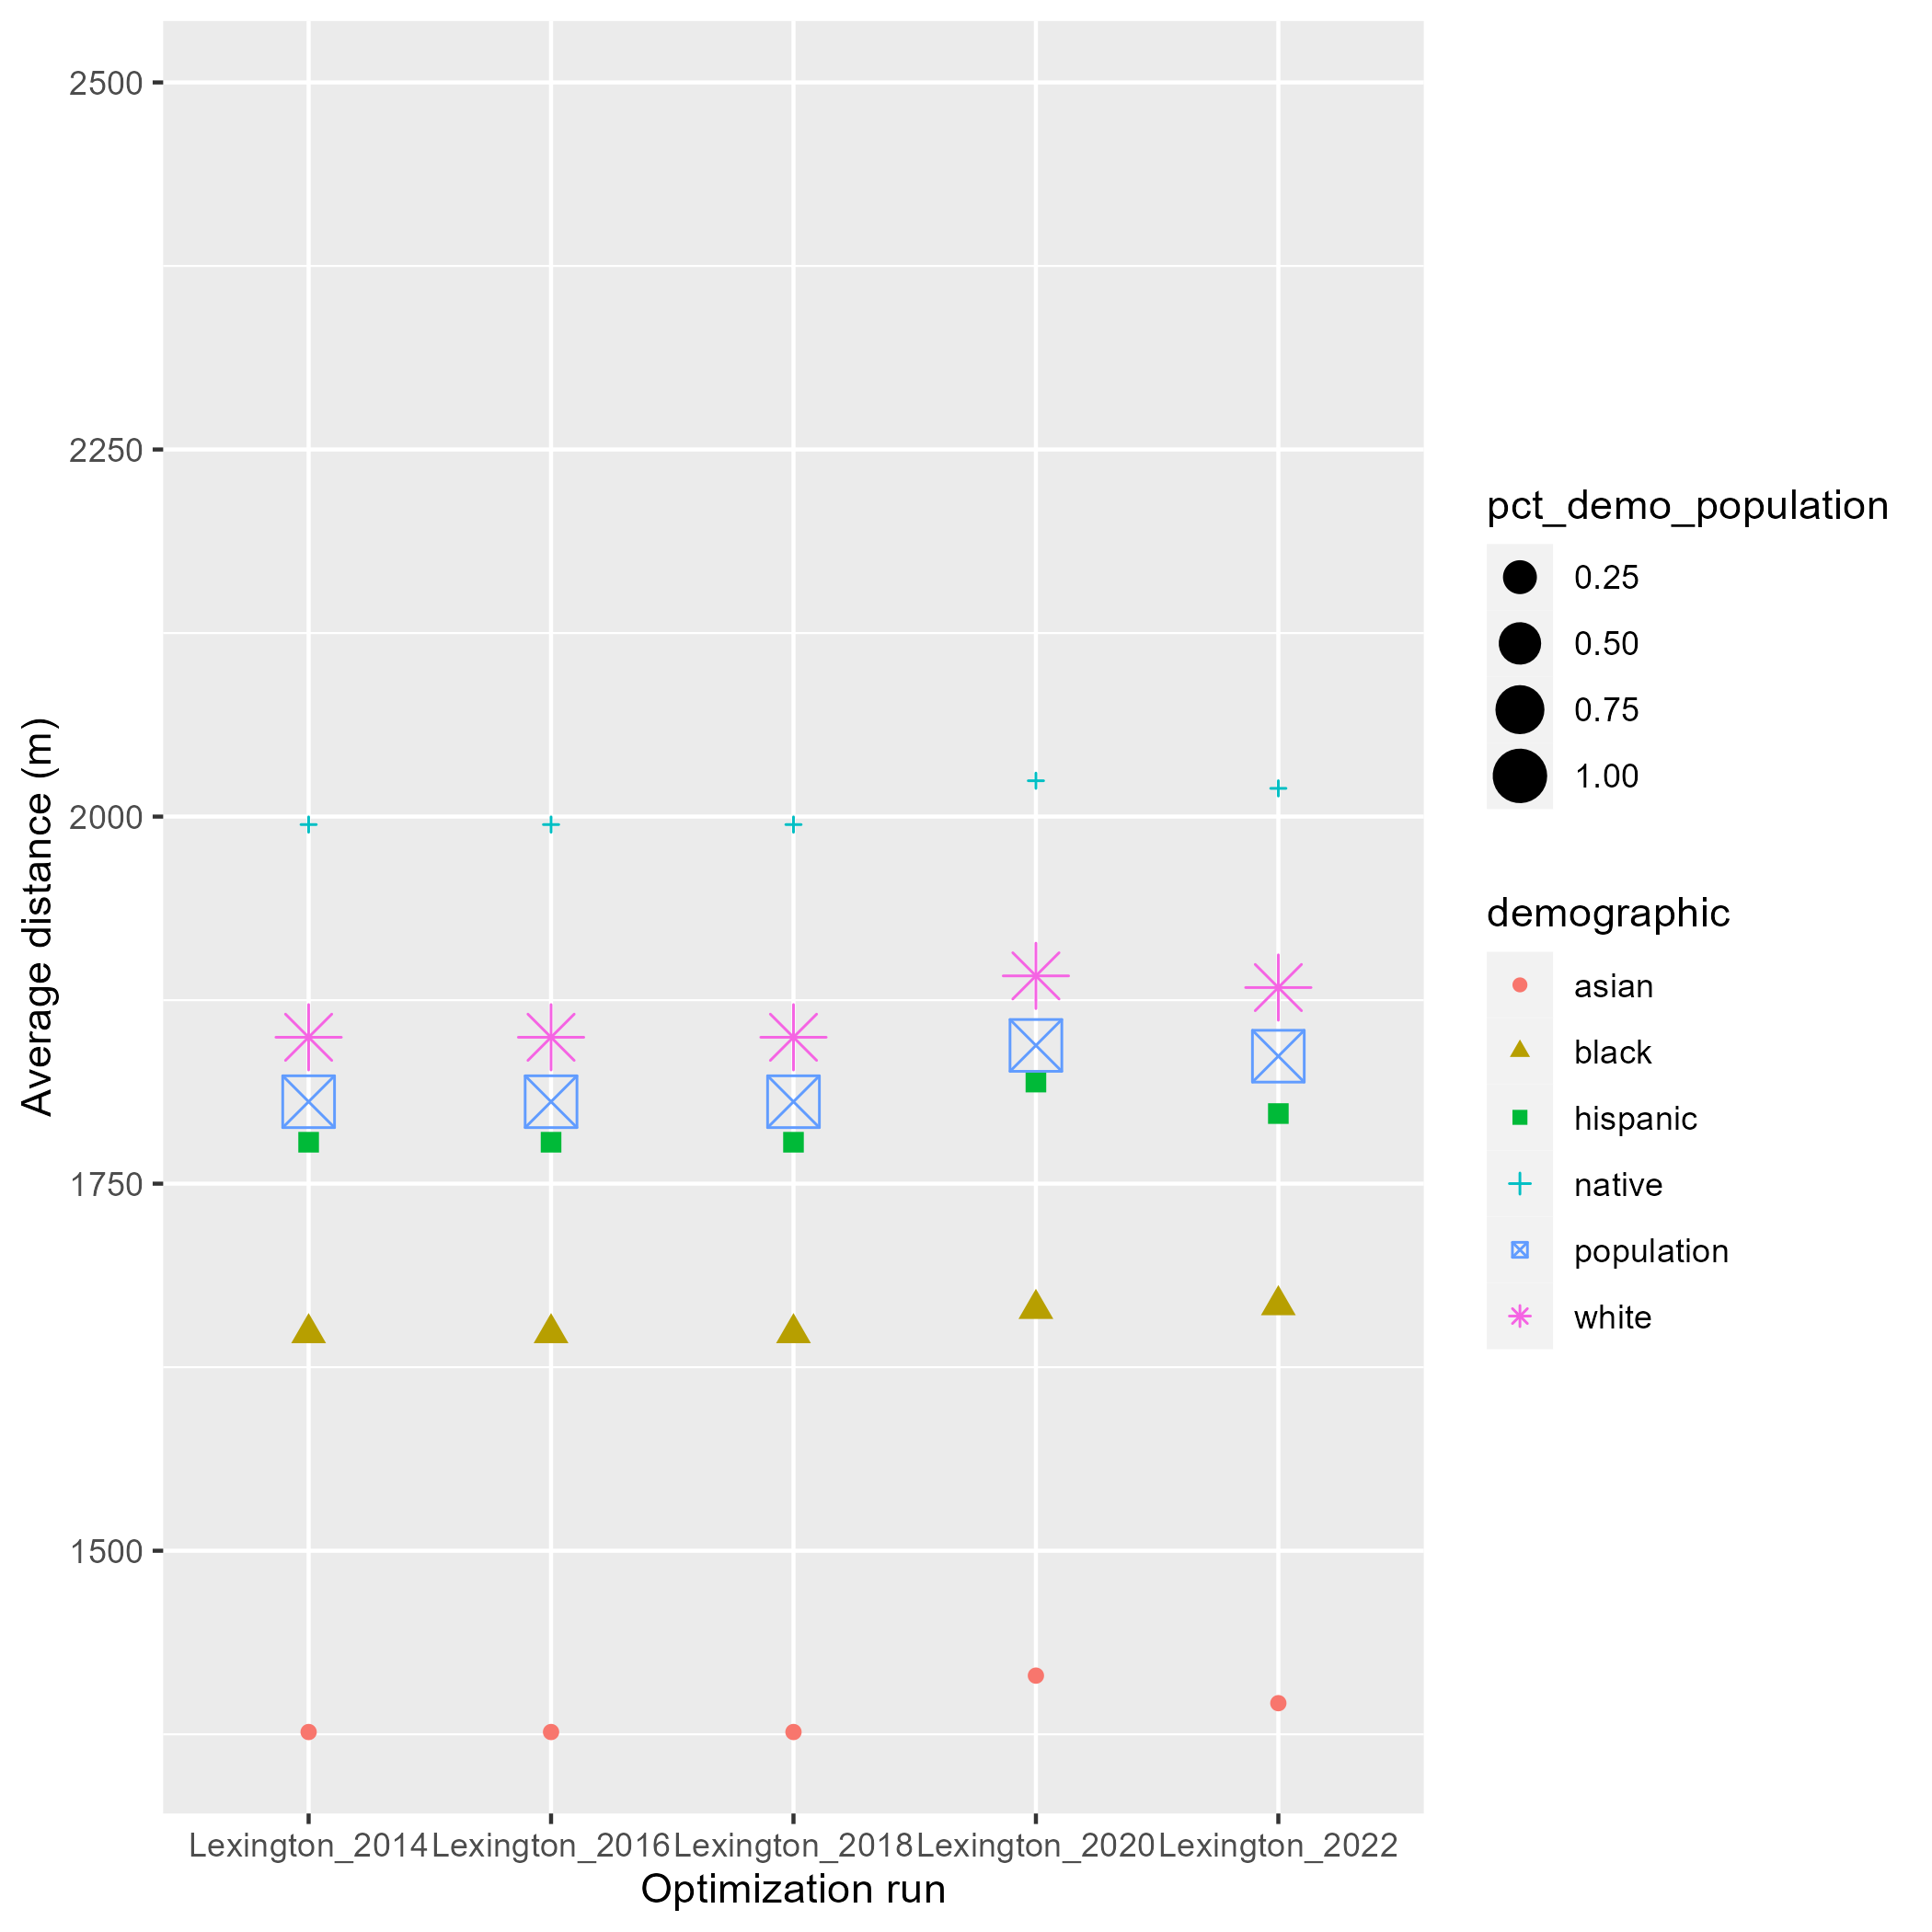 2500
2250
2000
1750
1500
Average distance (m)
Lexington_2014 Lexington_2016 Lexington_2018 Lexington_2020 Lexington_2022
Optimization run
pct_demo_population
0.25
0.50
0.75
1.00
demographic
asian
black
hispanic
native
population
white